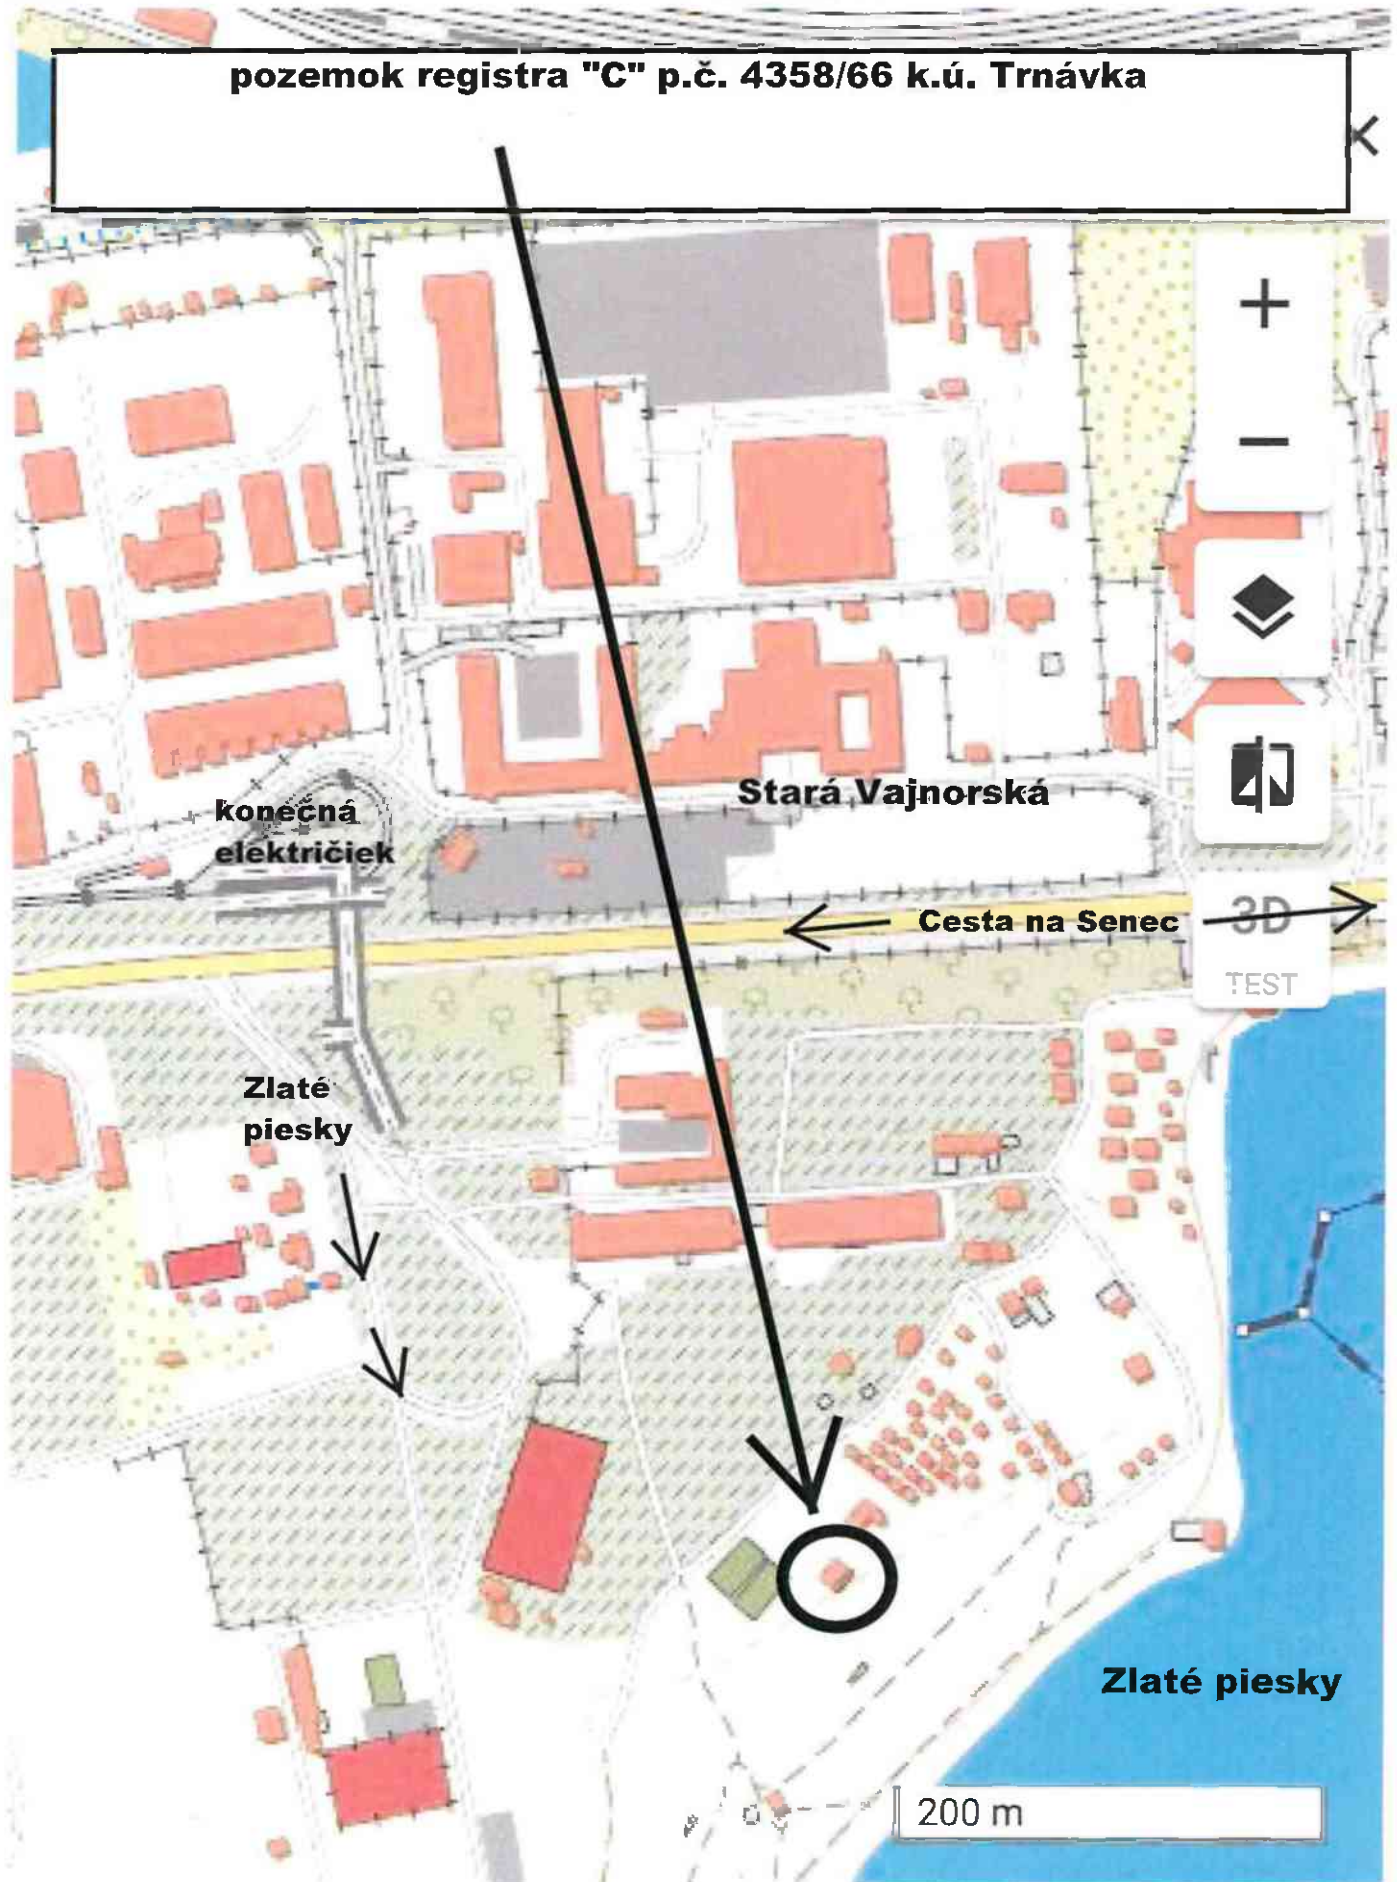 pozemok registra "C" p.č. 4358/66 k.ú. Trnávka
Stará Vajnorská
konečná
električiek
Cesta na Senec
3D
TEST
Zlaté
piesky
Zlaté piesky
200 m